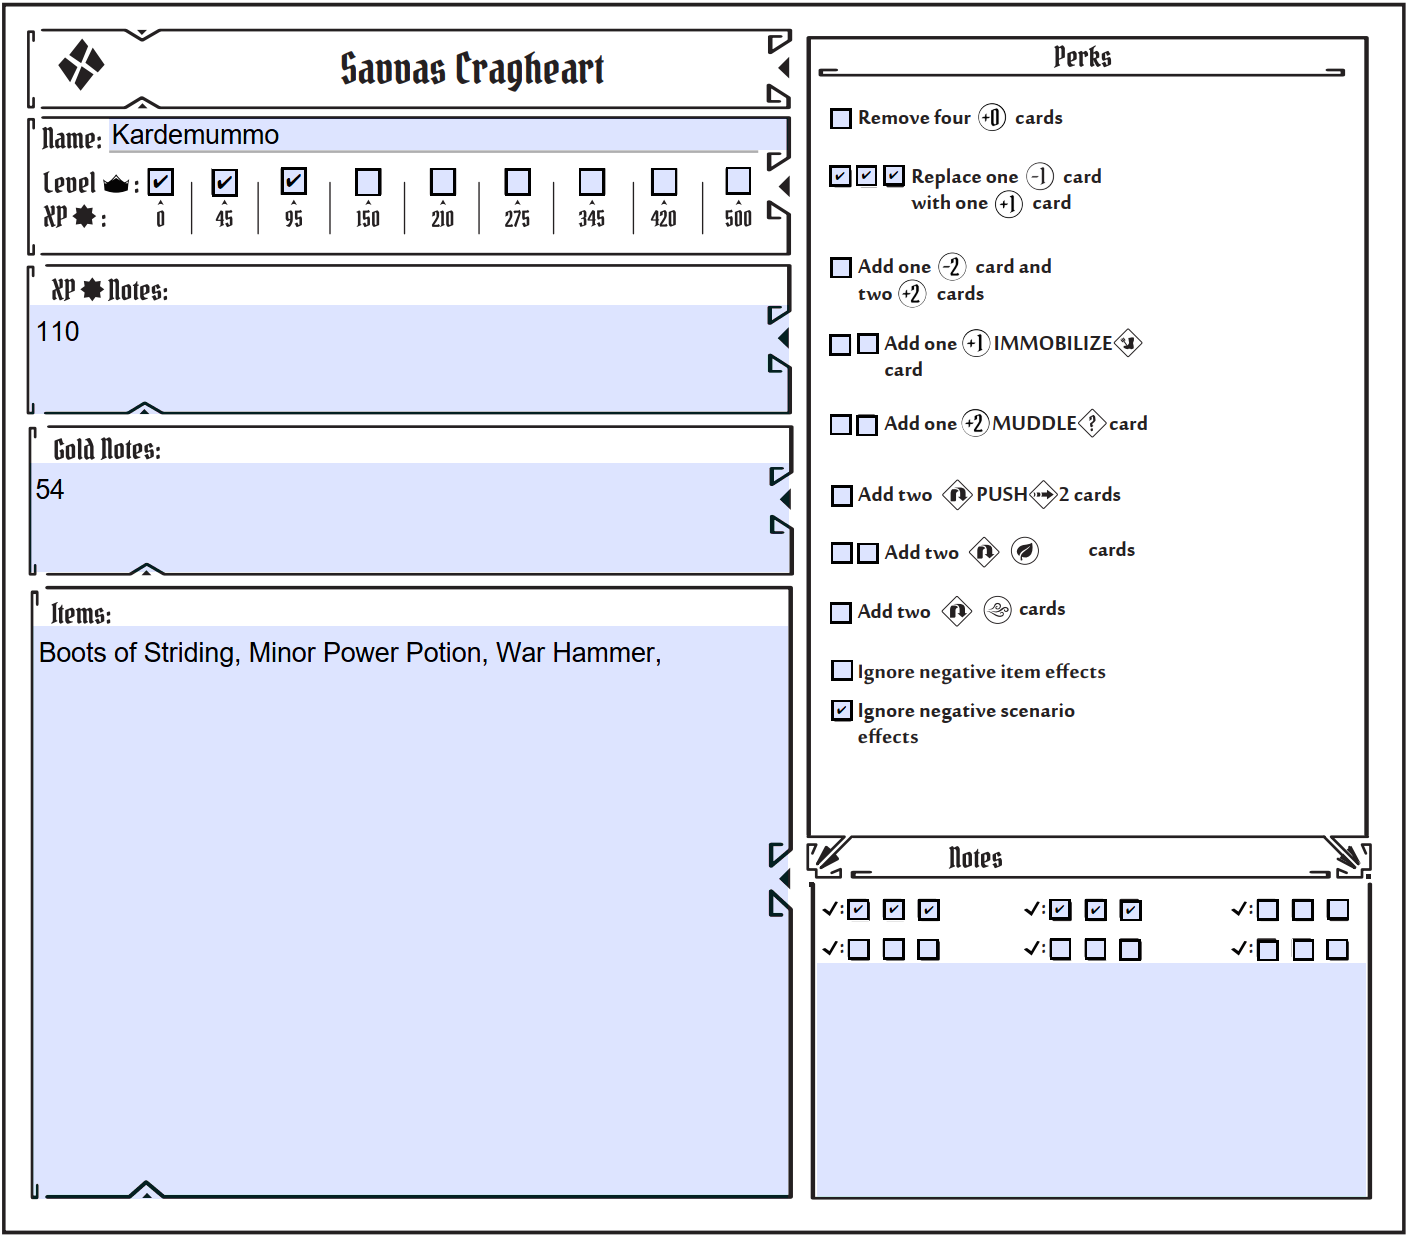 Savvas Cragheart
Name: Kardemummo
Level :
XP : 0 45 95 150 210 275 345 420 500
XP Notes:
110
Gold Notes:
54
Items:
Boots of Striding, Minor Power Potion, War Hammer,
Perks
Remove four +0 cards
Replace one -1 card
with one +1 card
Add one -2 card and
two +2 cards
Add one +1 IMMOBILIZE
card
Add one +2 MUDDLE ? card
Add two PUSH 2 cards
Add two cards
Add two cards
Ignore negative item effects
Ignore negative scenario
effects
Notes
✓: ✓: ✓:
✓: ✓: ✓: